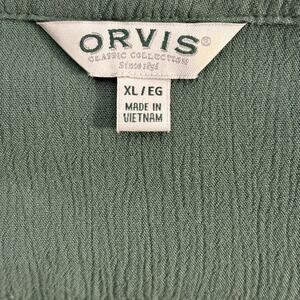 ORVIS®
CLASSIC COLLECTION
Since 1856
XL/EG
MADE IN
VIETNAM